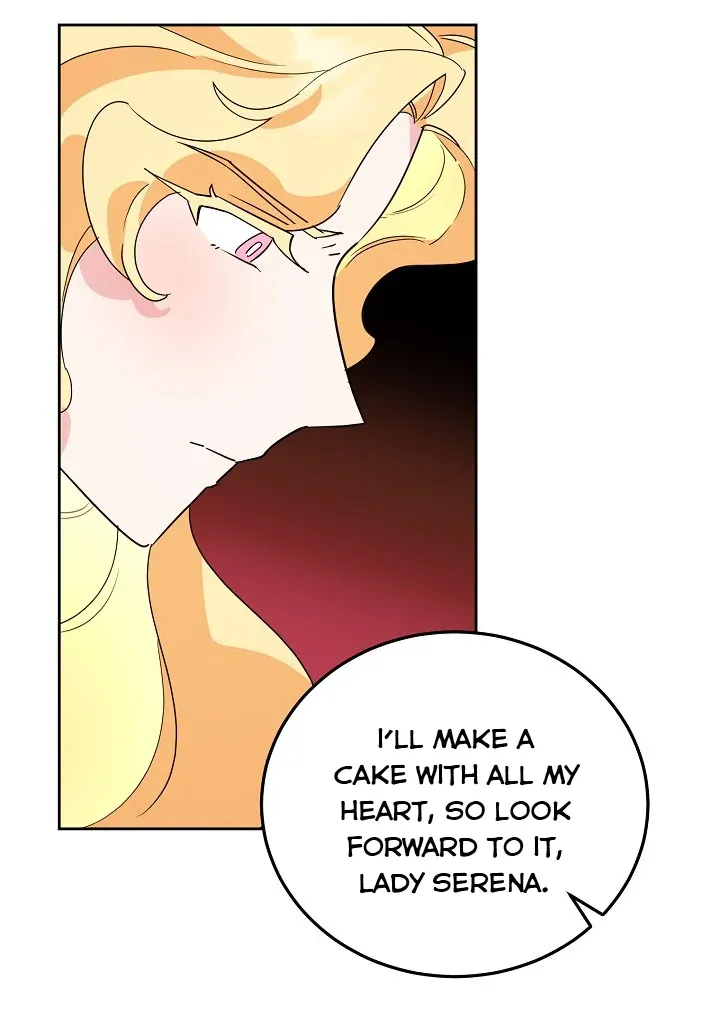 I'LL MAKE A
CAKE WITH ALL MY
HEART, SO LOOK
FORWARD TO IT,
LADY SERENA.